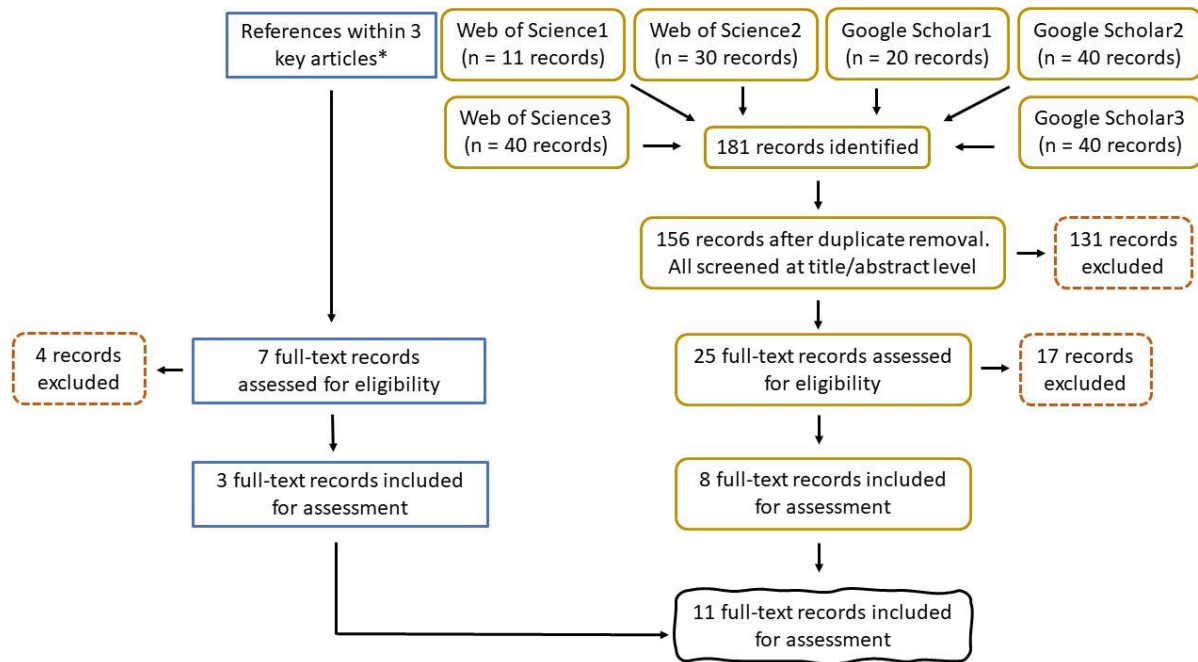 References within 3
key articles*
Web of Science1
(n = 11 records)
Web of Science2
(n = 30 records)
Google Scholar1
(n = 20 records)
Google Scholar2
(n = 40 records)
Web of Science3
(n = 40 records)
181 records identified
Google Scholar3
(n = 40 records)
156 records after duplicate removal.
All screened at title/abstract level
131 records
excluded
4 records
excluded
7 full-text records
assessed for eligibility
25 full-text records assessed
for eligibility
17 records
excluded
3 full-text records included
for assessment
8 full-text records included
for assessment
11 full-text records included
for assessment